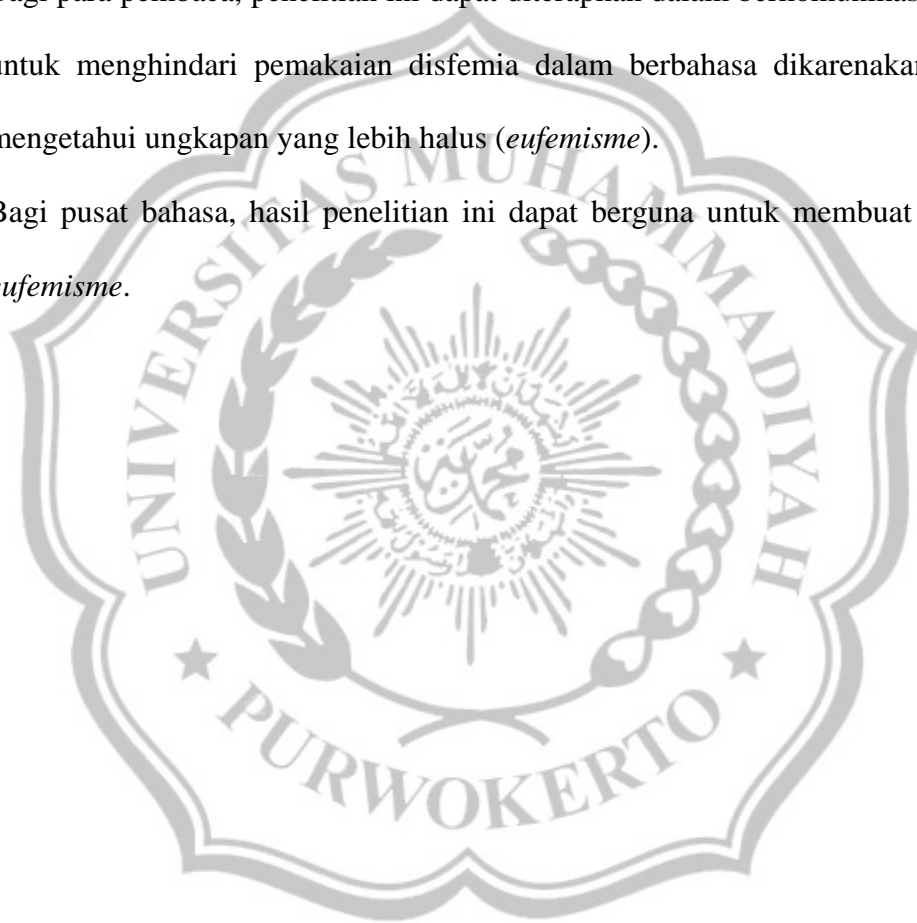 untuk menghindari pemakaian disfemia dalam berbahasa dikarenakan
mengetahui ungkapan yang lebih halus (eufemisme).
Bagi pusat bahasa, hasil penelitian ini dapat berguna untuk membuat
eufemisme.
UNIVERSITAS MUHAMMADIYAH
PURWOKERTO